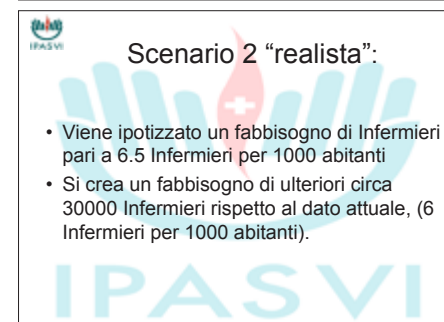 IPASVI
Scenario 2 “realista”:
• Viene ipotizzato un fabbisogno di Infermieri
pari a 6.5 Infermieri per 1000 abitanti
• Si crea un fabbisogno di ulteriori circa
30000 Infermieri rispetto al dato attuale, (6
Infermieri per 1000 abitanti).
IPASVI